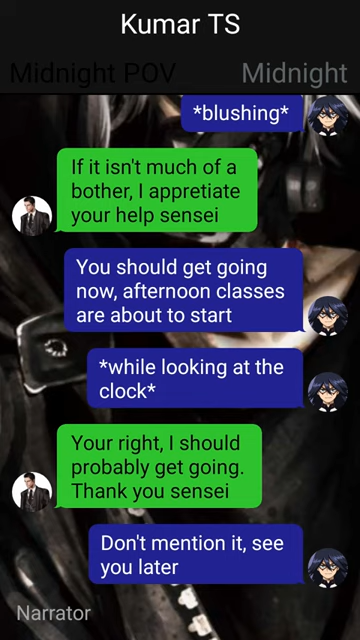 Kumar TS
Midnight POV
Midnight
*blushing*
If it isn't much of a
bother, I appretiate
your help sensei
You should get going
now, afternoon classes
are about to start
*while looking at the
clock*
Your right, I should
probably get going.
Thank you sensei
Don't mention it, see
you later
Narrator